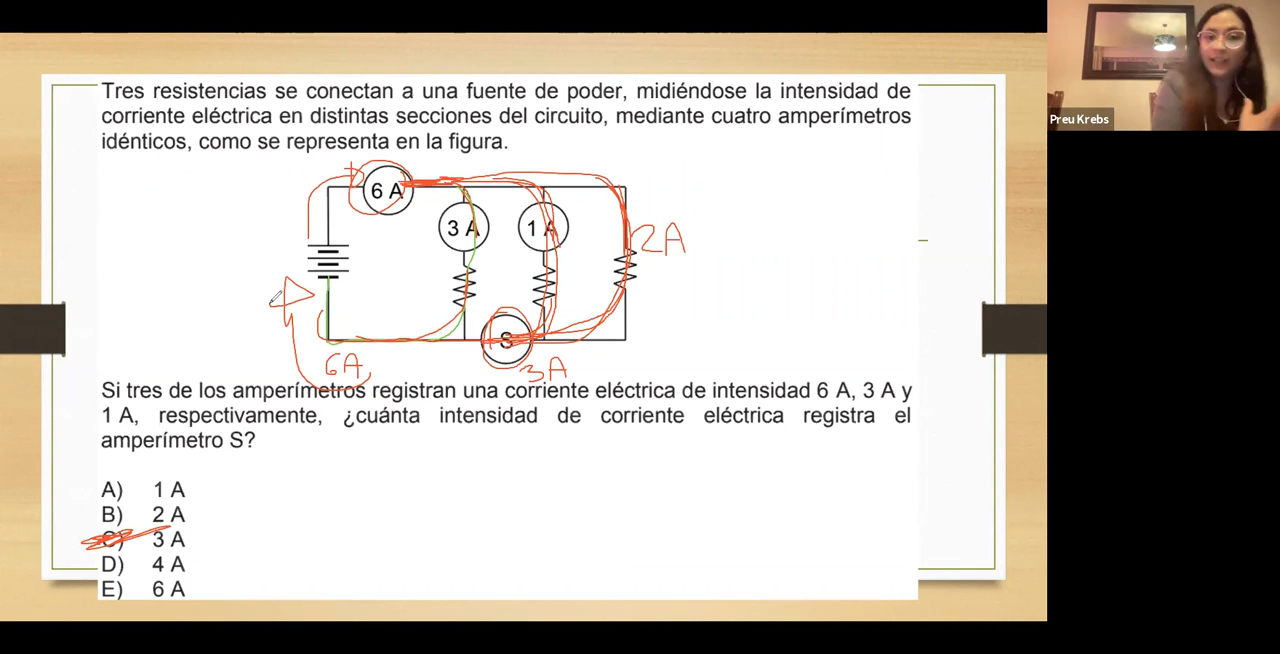 Tres resistencias se conectan a una fuente de poder, midiéndose la intensidad de
corriente eléctrica en distintas secciones del circuito, mediante cuatro amperímetros
idénticos, como se representa en la figura.
Preu Krebs
6 A
3 A
1 A
2A
S
6A
3A
Si tres de los amperímetros registran una corriente eléctrica de intensidad 6 A, 3 A y
1 A, respectivamente, ¿cuánta intensidad de corriente eléctrica registra el
amperímetro S?
A) 1 A
B) 2 A
C) 3 A
D) 4 A
E) 6 A